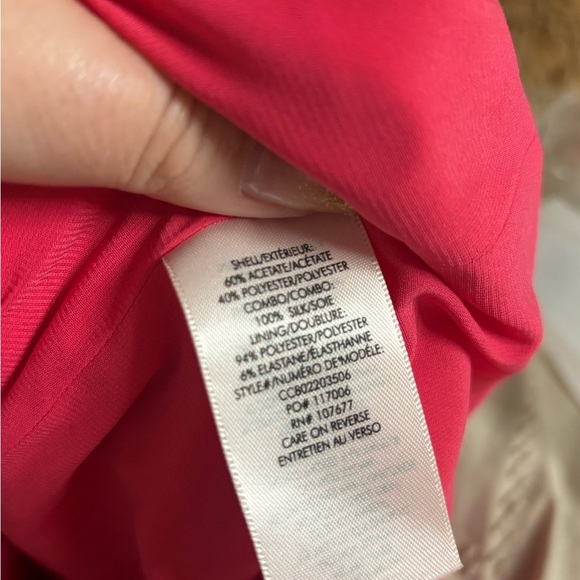 SHELL/EXTÉRIEUR:
60% ACETATE/ACÉTATE
40% POLYESTER/POLYESTER
COMBO/COMBO:
100% SILK/SOIE
LINING/DOUBLURE:
94% POLYESTER/POLYESTER
6% ELASTANE/ÉLASTHANNE
STYLE#/NUMÉRO DE MODÈLE:
CCB02203506
PO# 117006
RN# 107677
CARE ON REVERSE
ENTRETIEN AU VERSO